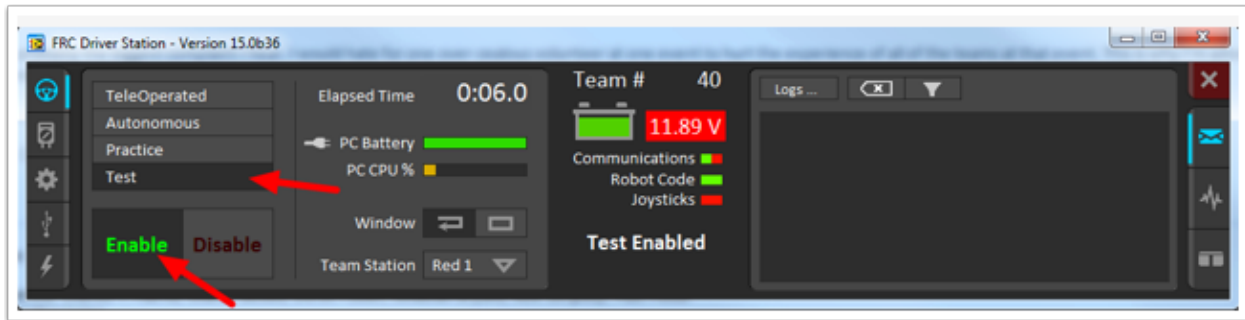 FRC Driver Station - Version 15.0b36
TeleOperated
Autonomous
Practice
Test
Enable Disable
Elapsed Time 0:06.0
PC Battery
PC CPU %
Window
Team Station Red 1
Team # 40
11.89 V
Communications
Robot Code
Joysticks
Test Enabled
Logs ...